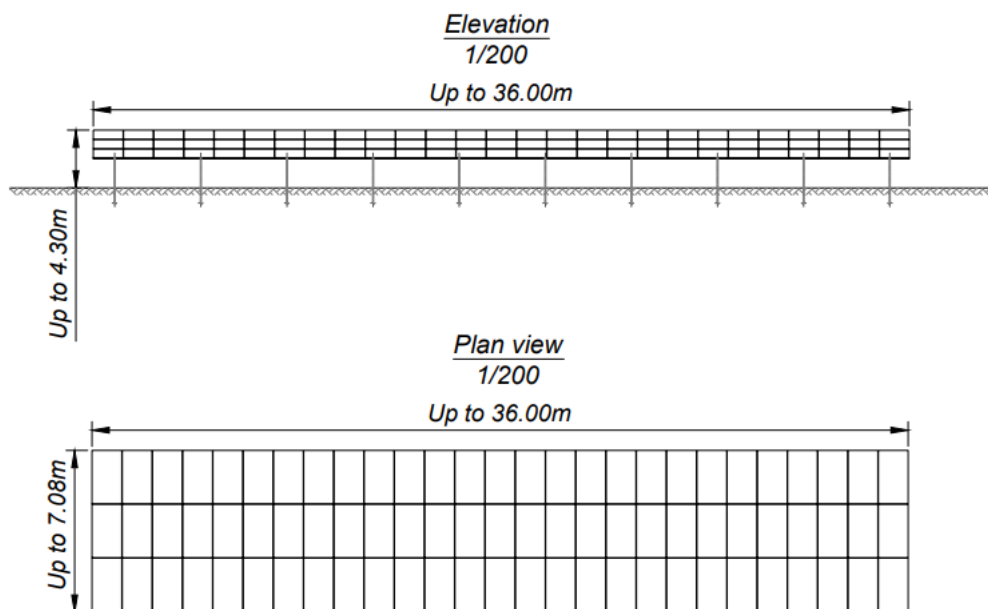 Elevation
1/200
Up to 36.00m
Up to 4.30m
Plan view
1/200
Up to 36.00m
Up to 7.08m